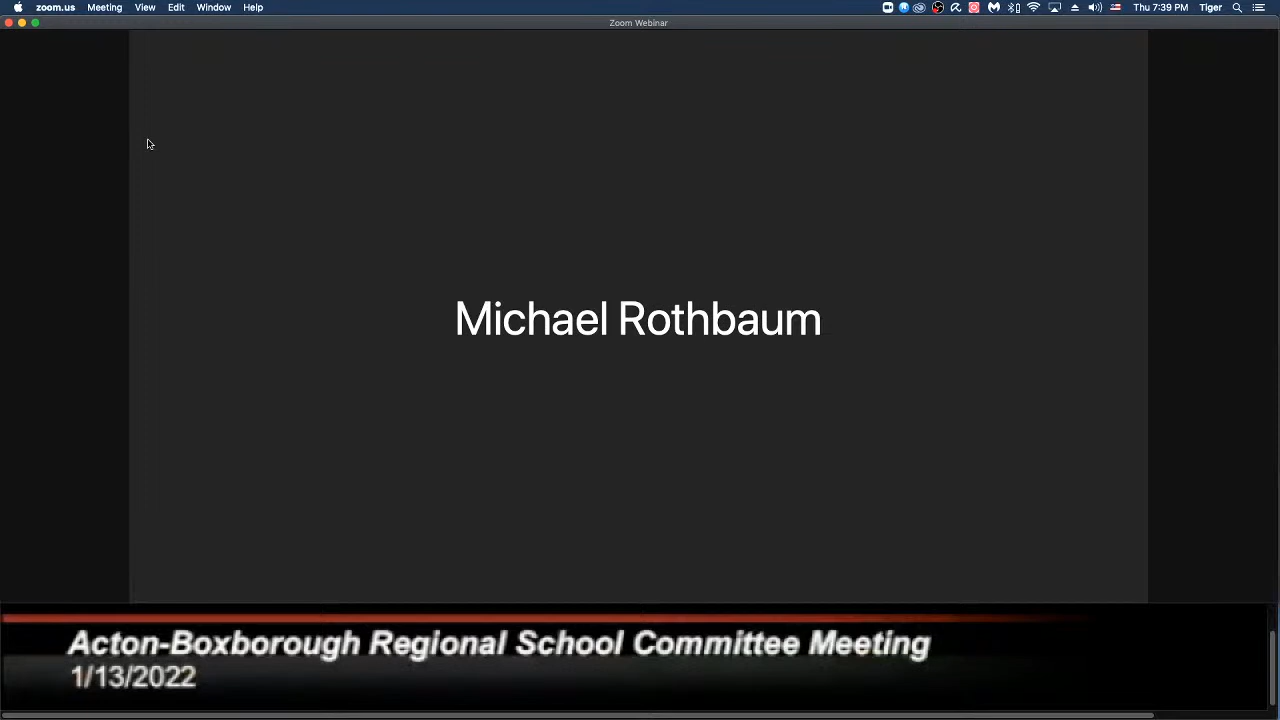 zoom.us Meeting View Edit Window Help Thu 7:39 PM Tiger
Zoom Webinar
Michael Rothbaum
Acton-Boxborough Regional School Committee Meeting
1/13/2022